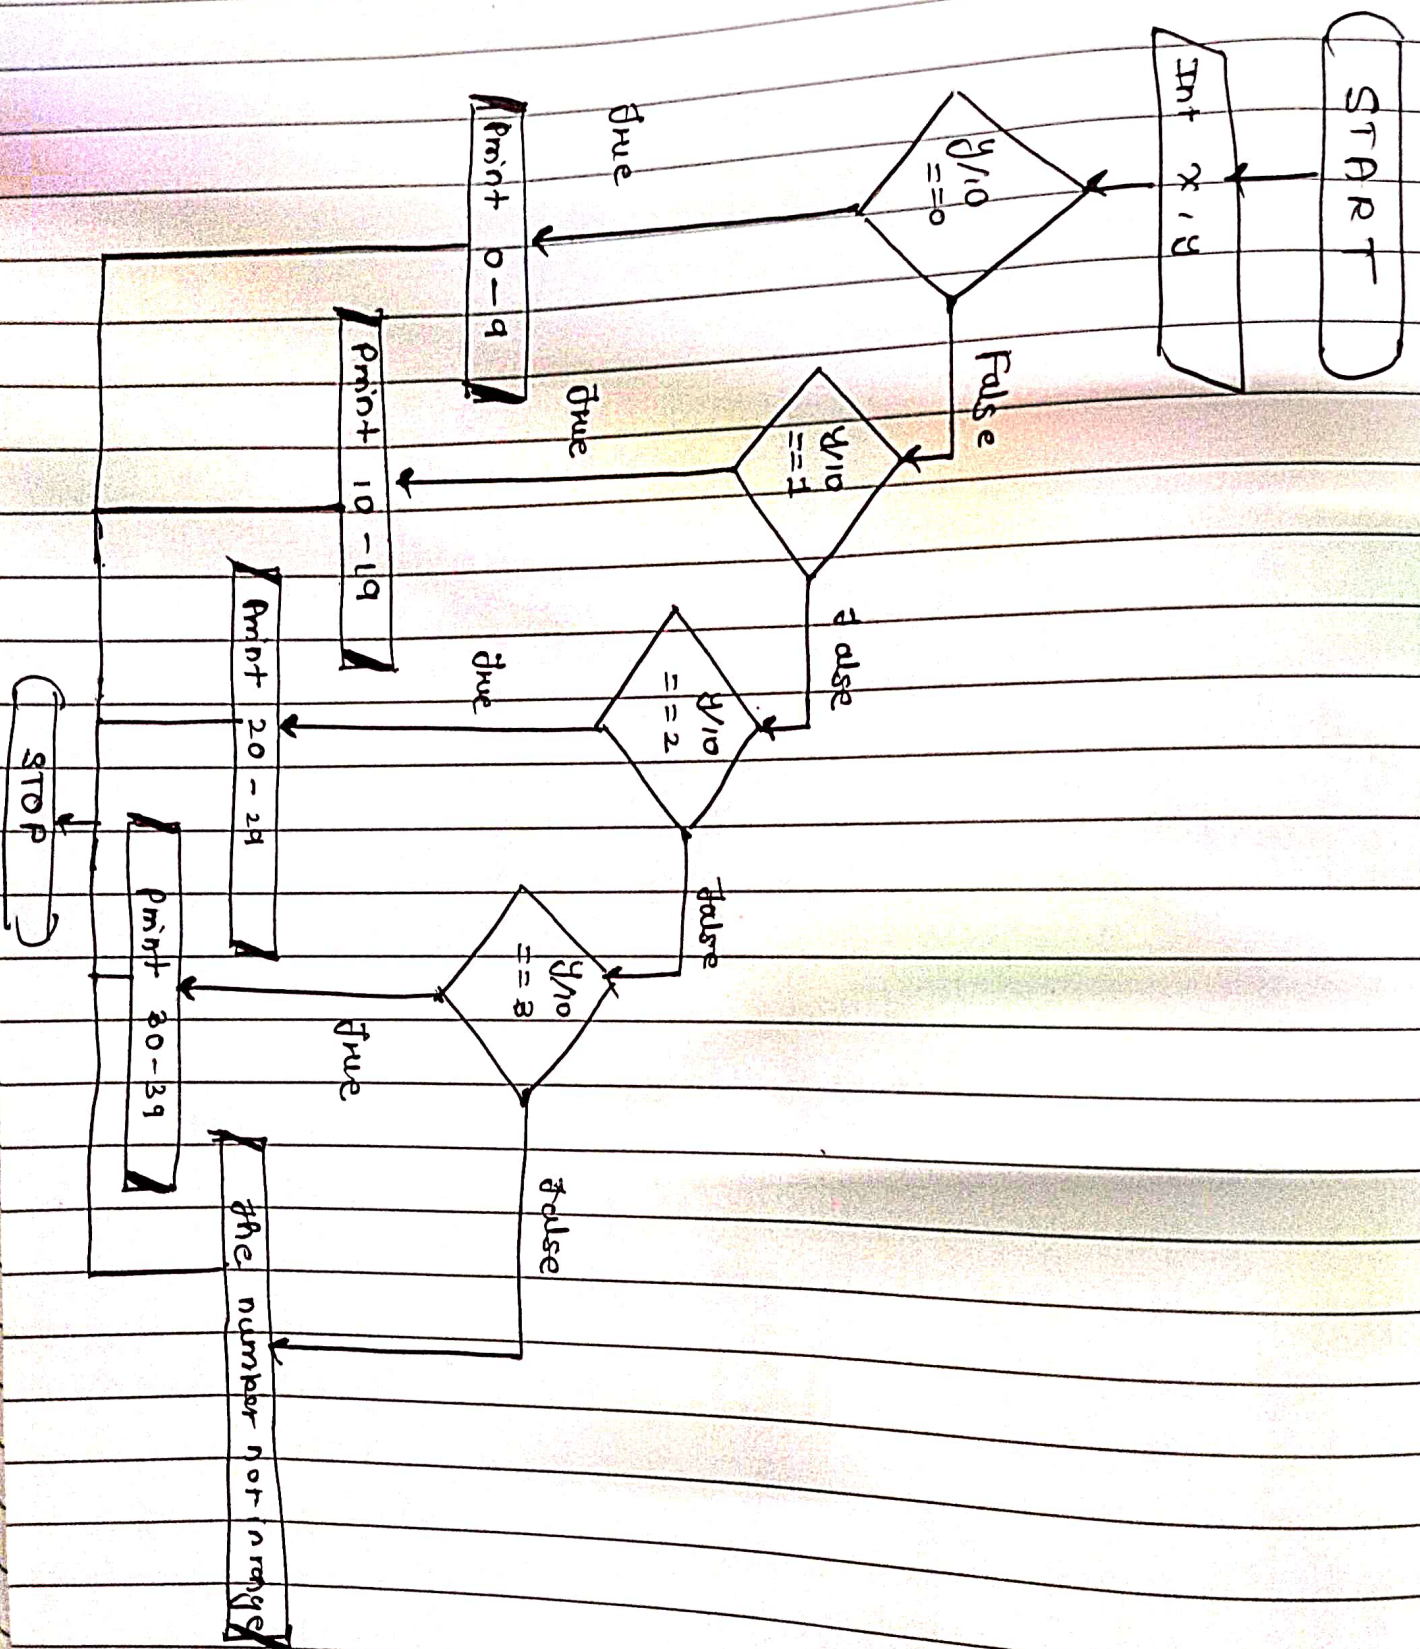 START
Int x, y
y/10
==0
False
True
Print 0-9
y/10
==1
False
True
Print 10-19
y/10
==2
False
True
Print 20-29
y/10
==3
False
True
Print 30-39
The number not in range
STOP